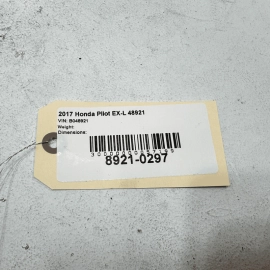 2017 Honda Pilot EX-L 48921
VIN: B048921
Weight:
Dimensions:
8921-0297